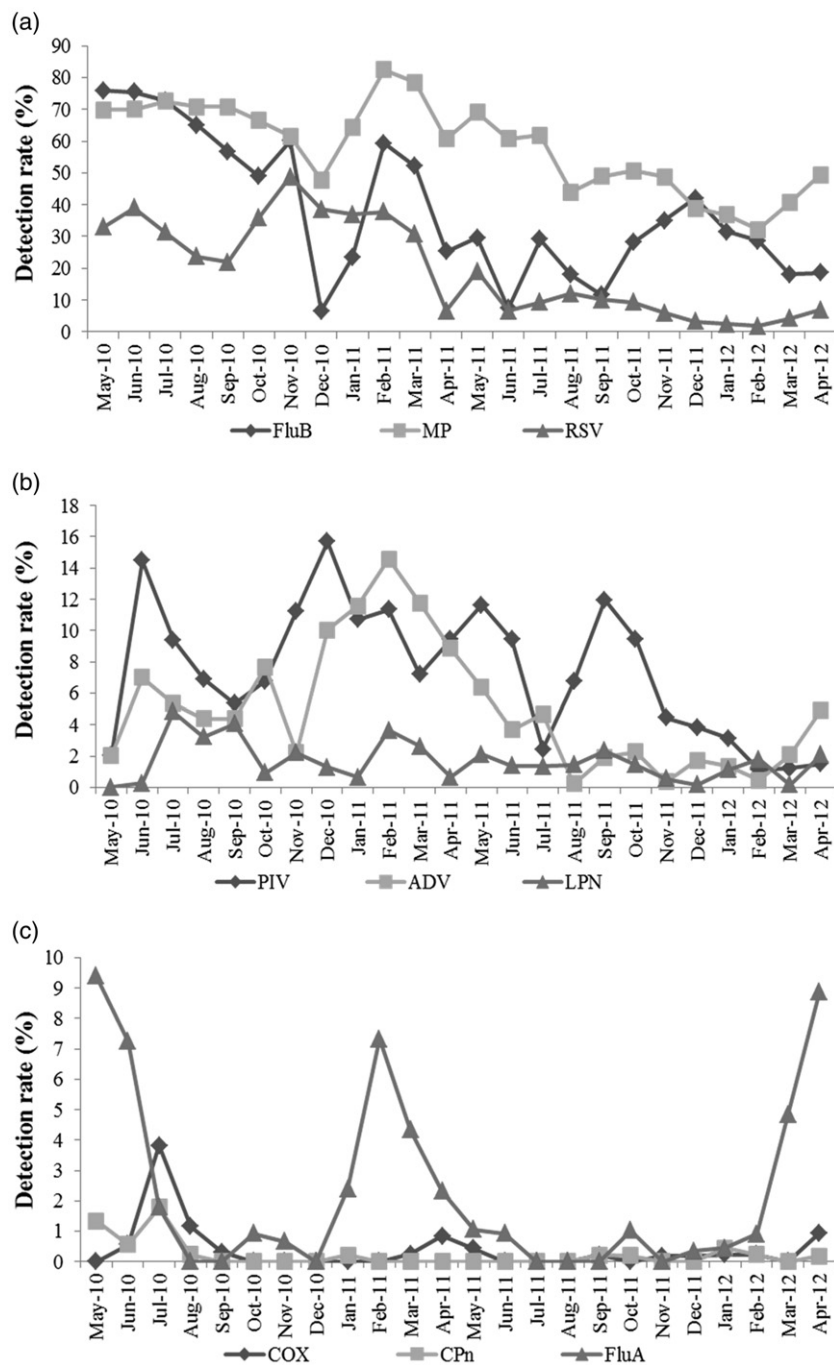 (a)
Detection rate (%)
90
80
70
60
50
40
30
20
10
0
May-10
Jun-10
Jul-10
Aug-10
Sep-10
Oct-10
Nov-10
Dec-10
Jan-11
Feb-11
Mar-11
Apr-11
May-11
Jun-11
Jul-11
Aug-11
Sep-11
Oct-11
Nov-11
Dec-11
Jan-12
Feb-12
Mar-12
Apr-12
FluB MP RSV
(b)
Detection rate (%)
18
16
14
12
10
8
6
4
2
0
May-10
Jun-10
Jul-10
Aug-10
Sep-10
Oct-10
Nov-10
Dec-10
Jan-11
Feb-11
Mar-11
Apr-11
May-11
Jun-11
Jul-11
Aug-11
Sep-11
Oct-11
Nov-11
Dec-11
Jan-12
Feb-12
Mar-12
Apr-12
PIV ADV LPN
(c)
Detection rate (%)
10
9
8
7
6
5
4
3
2
1
0
May-10
Jun-10
Jul-10
Aug-10
Sep-10
Oct-10
Nov-10
Dec-10
Jan-11
Feb-11
Mar-11
Apr-11
May-11
Jun-11
Jul-11
Aug-11
Sep-11
Oct-11
Nov-11
Dec-11
Jan-12
Feb-12
Mar-12
Apr-12
COX CPn FluA